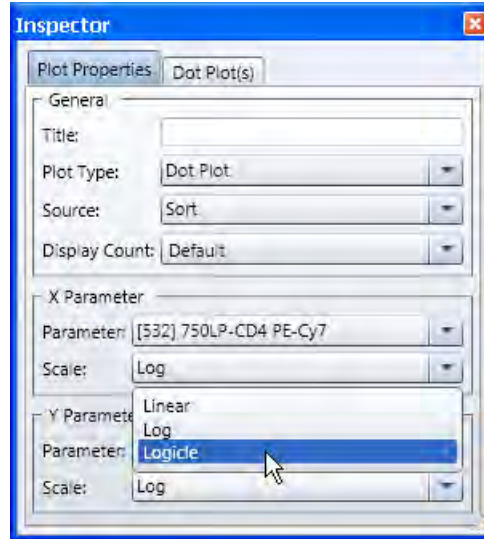 Inspector
Plot Properties Dot Plot(s)
General
Title:
Plot Type: Dot Plot
Source: Sort
Display Count: Default
X Parameter
Parameter: [532] 750LP-CD4 PE-Cy7
Scale: Log
Linear
Y Paramete
Log
Parameter: Logicle
Scale: Log